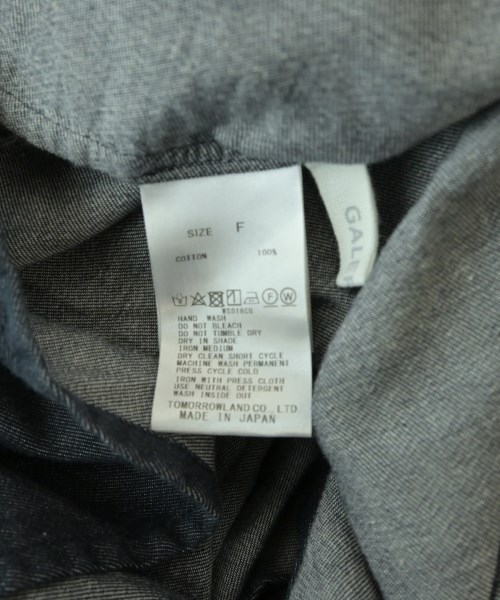 SIZE F
COTTON 100%
HAND WASH
DO NOT BLEACH
DO NOT TUMBLE DRY
DRY IN SHADE
IRON MEDIUM
DRY CLEAN SHORT CYCLE
MACHINE WASH PERMANENT
PRESS CYCLE COLD
IRON WITH PRESS CLOTH
USE NEUTRAL DETERGENT
WASH INSIDE OUT
TOMORROWLAND CO., LTD
MADE IN JAPAN